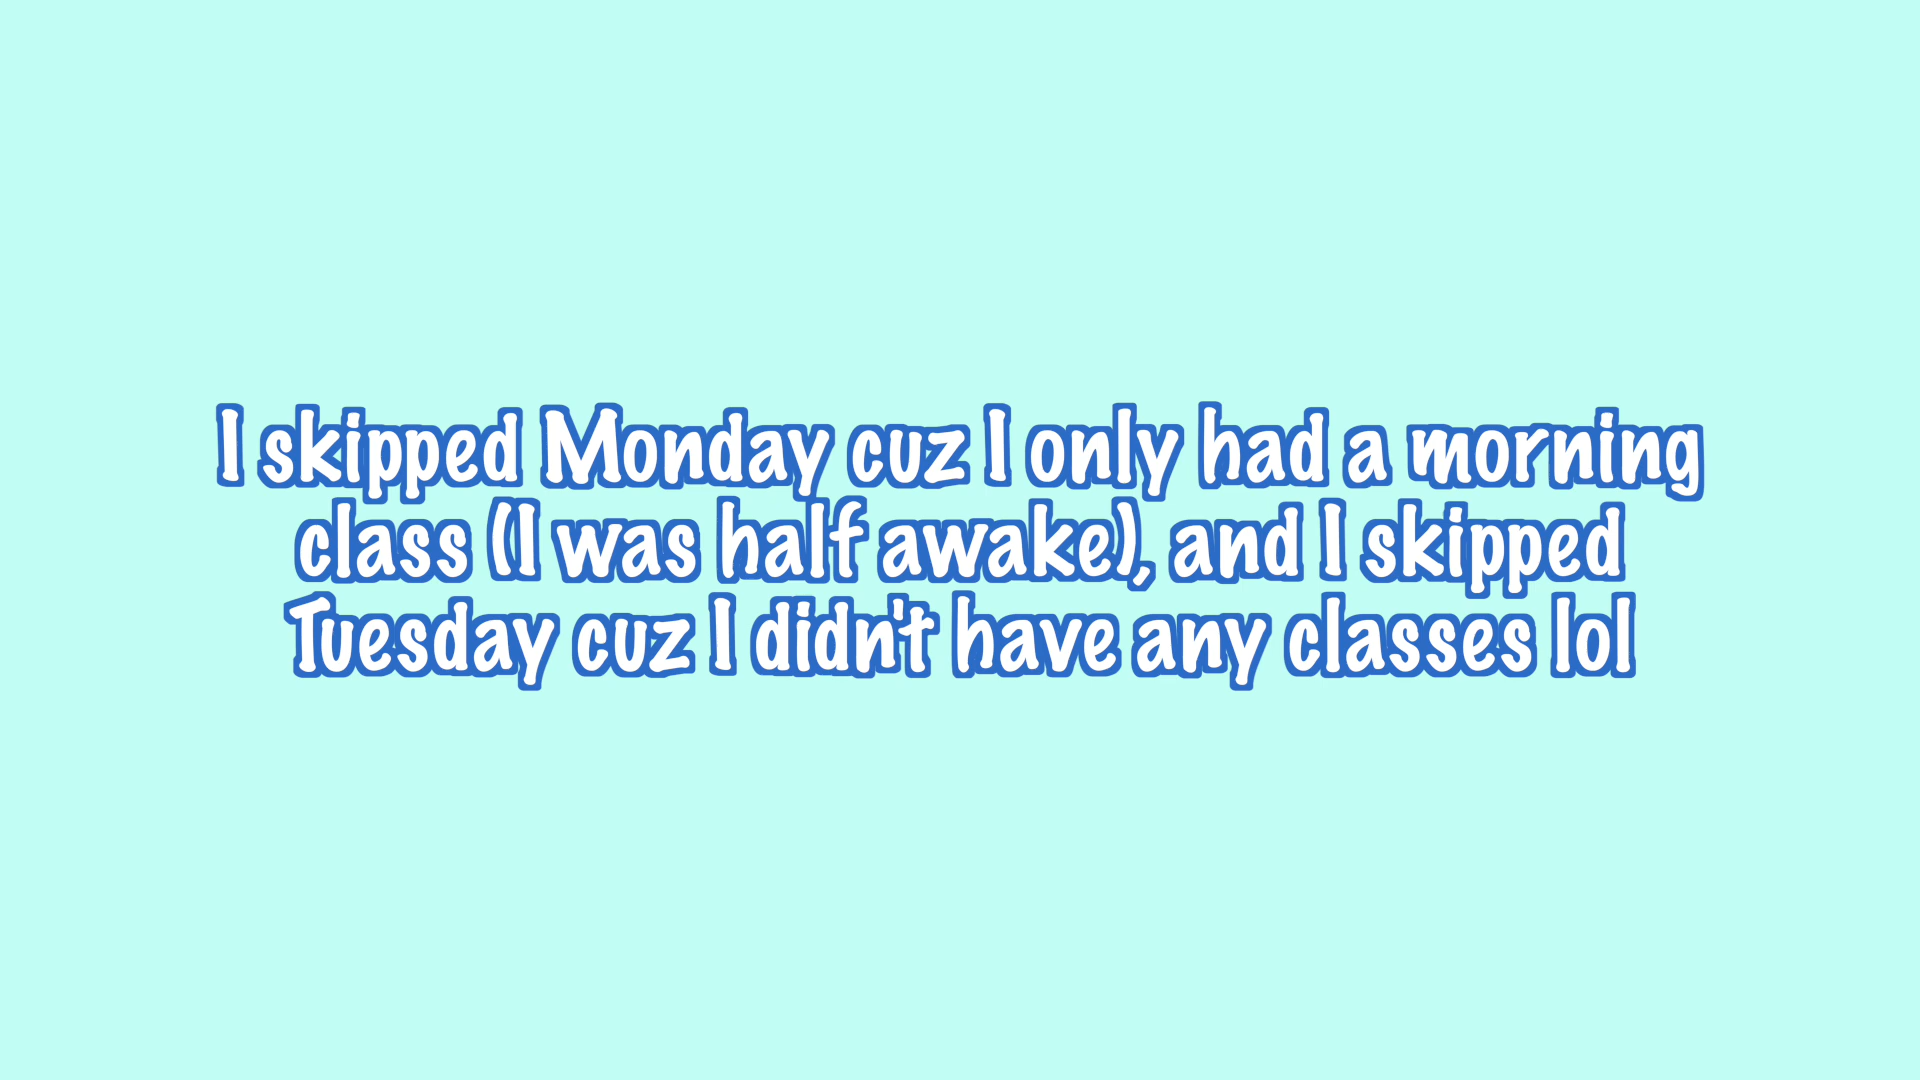 I skipped Monday cuz I only had a morning
class (I was half awake), and I skipped
Tuesday cuz I didn't have any classes lol